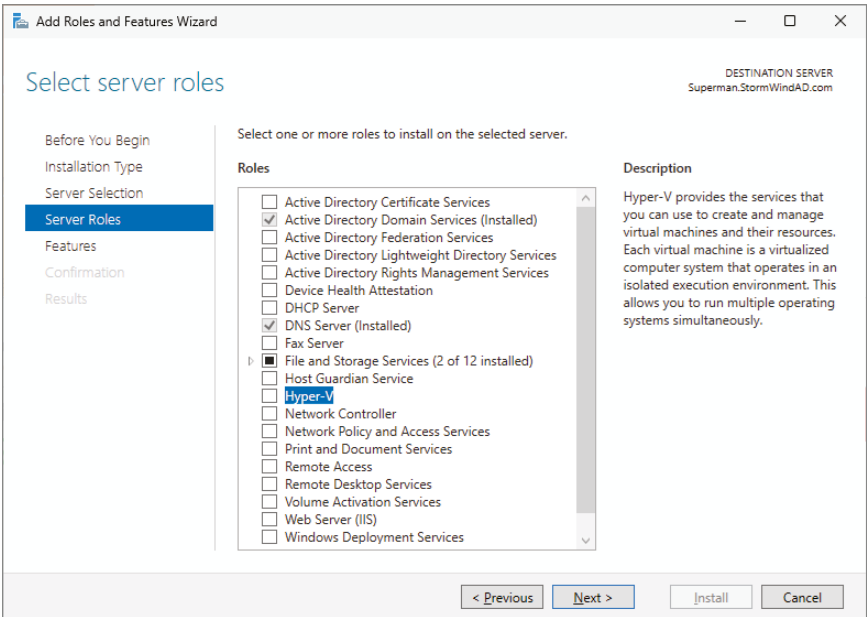 Add Roles and Features Wizard
Select server roles
DESTINATION SERVER
Superman.StormWindAD.com
Before You Begin
Installation Type
Server Selection
Server Roles
Features
Confirmation
Results
Select one or more roles to install on the selected server.
Roles
Active Directory Certificate Services
Active Directory Domain Services (Installed)
Active Directory Federation Services
Active Directory Lightweight Directory Services
Active Directory Rights Management Services
Device Health Attestation
DHCP Server
DNS Server (Installed)
Fax Server
File and Storage Services (2 of 12 installed)
Host Guardian Service
Hyper-V
Network Controller
Network Policy and Access Services
Print and Document Services
Remote Access
Remote Desktop Services
Volume Activation Services
Web Server (IIS)
Windows Deployment Services
Description
Hyper-V provides the services that
you can use to create and manage
virtual machines and their resources.
Each virtual machine is a virtualized
computer system that operates in an
isolated execution environment. This
allows you to run multiple operating
systems simultaneously.
< Previous
Next >
Install
Cancel